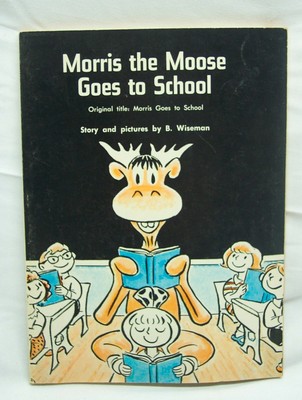 Morris the Moose
Goes to School
Original title: Morris Goes to School
Story and pictures by B. Wiseman